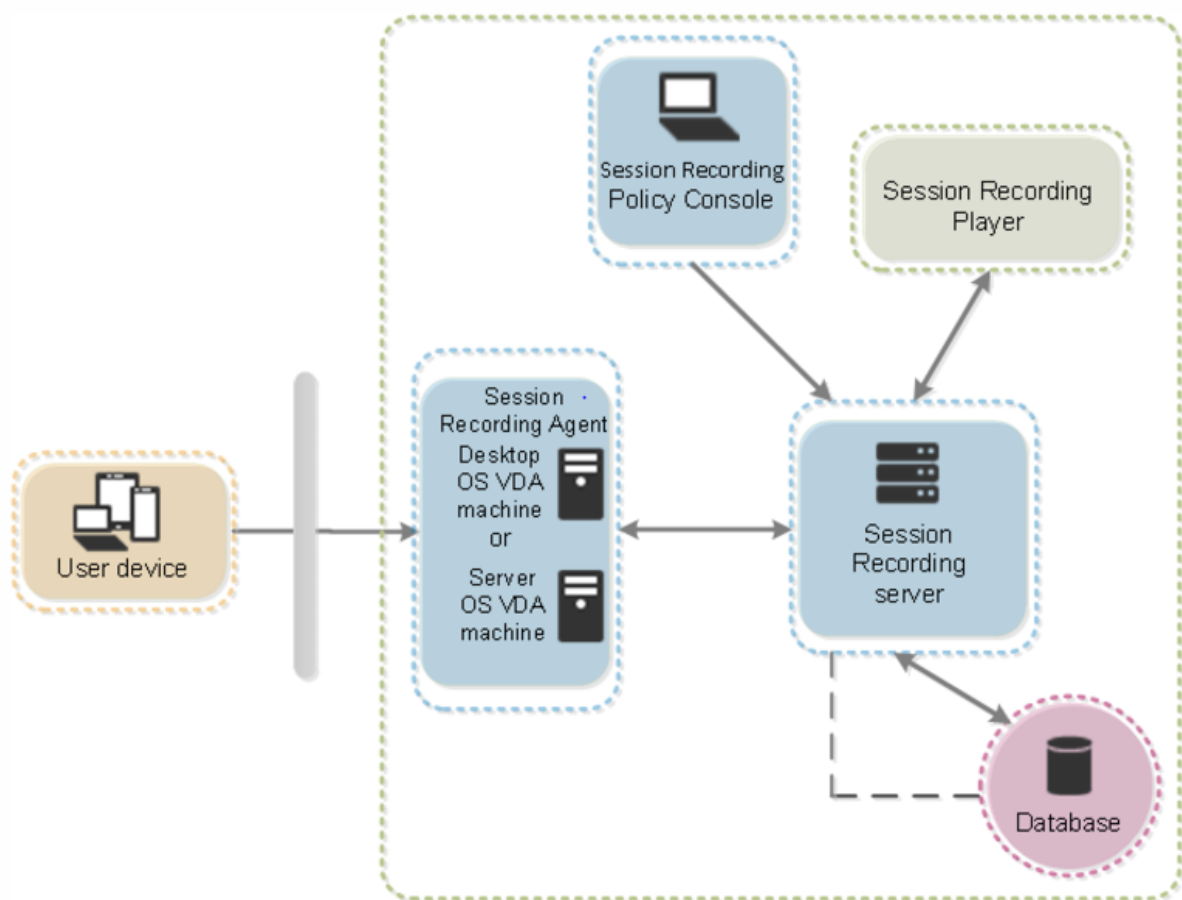 Session Recording
Policy Console
Session Recording
Player
Session
Recording Agent
Desktop
OS VDA
machine
or
Server
OS VDA
machine
User device
Session
Recording
server
Database